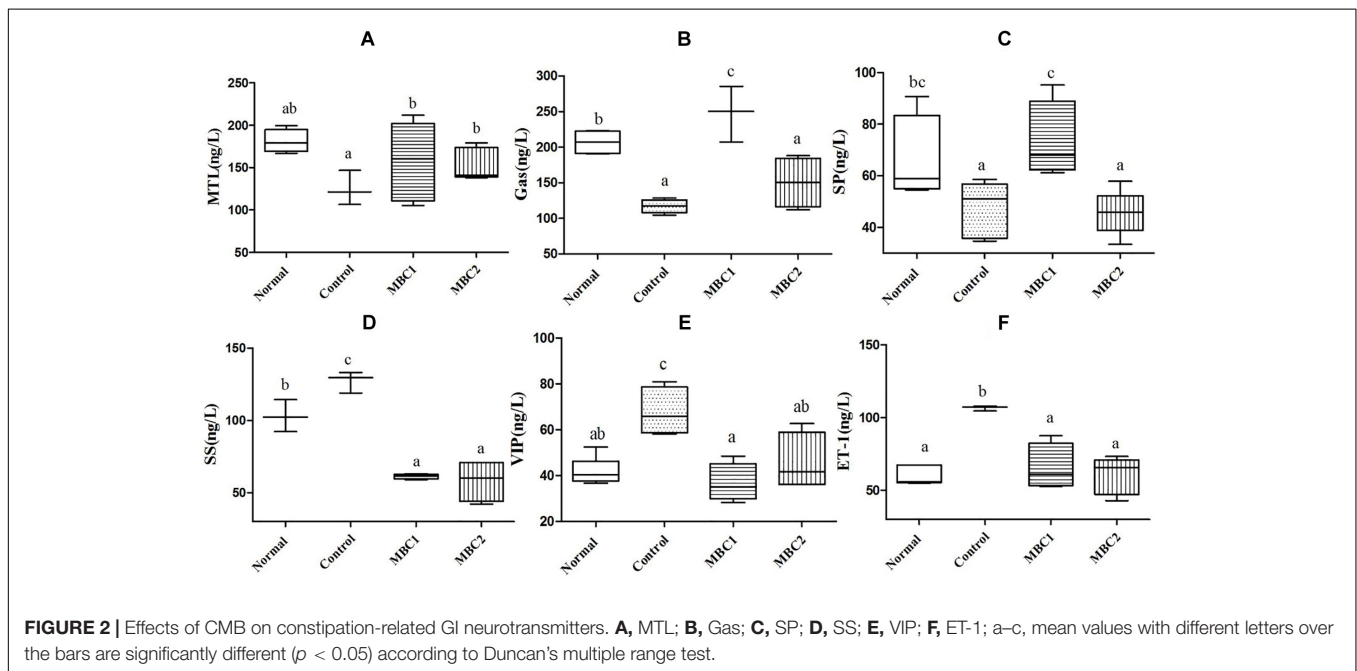 A
B
C
MTL(ng/L)
250
200
150
100
50
ab
a
b
b
Normal
Control
MBC1
MBC2
Gas(ng/L)
300
250
200
150
100
50
b
a
c
a
Normal
Control
MBC1
MBC2
SP(ng/L)
100
80
60
40
bc
a
c
a
Normal
Control
MBC1
MBC2
D
E
F
SS(ng/L)
150
100
50
b
c
a
a
Normal
Control
MBC1
MBC2
VIP(ng/L)
100
80
60
40
20
ab
c
a
ab
Normal
Control
MBC1
MBC2
ET-1(ng/L)
150
100
50
a
b
a
a
Normal
Control
MBC1
MBC2
FIGURE 2 | Effects of CMB on constipation-related GI neurotransmitters. A, MTL; B, Gas; C, SP; D, SS; E, VIP; F, ET-1; a–c, mean values with different letters over
the bars are significantly different (p < 0.05) according to Duncan's multiple range test.